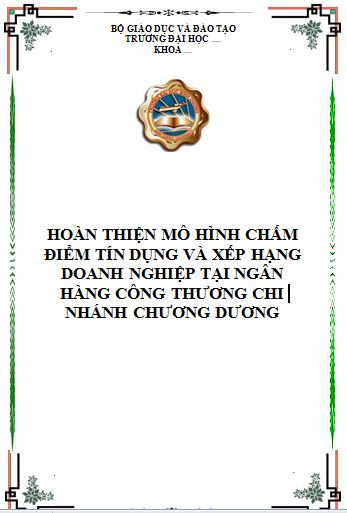 BỘ GIÁO DỤC VÀ ĐÀO TẠO
TRƯỜNG ĐẠI HỌC .....
KHOA ....
HOÀN THIỆN MÔ HÌNH CHẤM
ĐIỂM TÍN DỤNG VÀ XẾP HẠNG
DOANH NGHIỆP TẠI NGÂN
HÀNG CÔNG THƯƠNG CHI
NHÁNH CHƯƠNG DƯƠNG